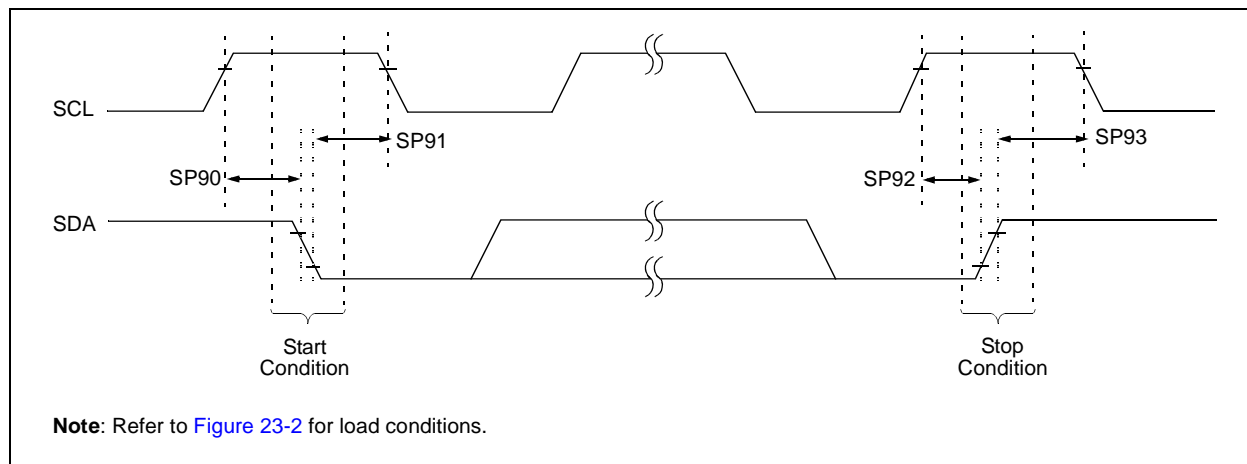 SCL
SP91
SP93
SP90
SP92
SDA
Start
Condition
Stop
Condition
Note: Refer to Figure 23-2 for load conditions.